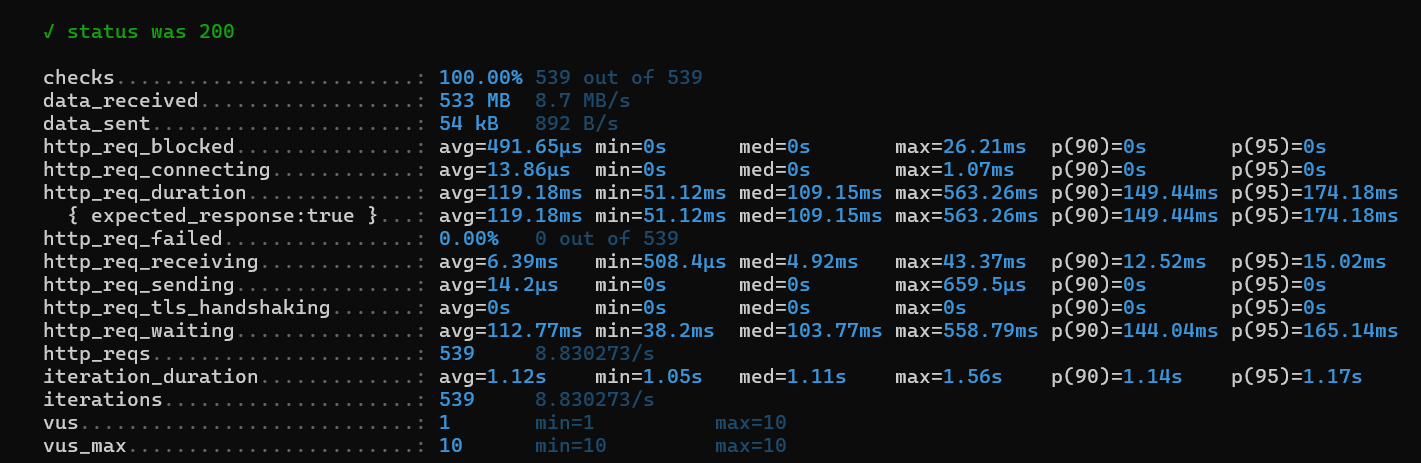 ✓ status was 200
checks.........................: 100.00% 539 out of 539
data_received..................: 533 MB  8.7 MB/s
data_sent......................: 54 kB   892 B/s
http_req_blocked...............: avg=491.65µs min=0s      med=0s       max=26.21ms  p(90)=0s       p(95)=0s
http_req_connecting............: avg=13.86µs  min=0s      med=0s       max=1.07ms   p(90)=0s       p(95)=0s
http_req_duration..............: avg=119.18ms min=51.12ms med=109.15ms max=563.26ms p(90)=149.44ms p(95)=174.18ms
  { expected_response:true }...: avg=119.18ms min=51.12ms med=109.15ms max=563.26ms p(90)=149.44ms p(95)=174.18ms
http_req_failed................: 0.00%   0 out of 539
http_req_receiving.............: avg=6.39ms   min=508.4µs med=4.92ms   max=43.37ms  p(90)=12.52ms  p(95)=15.02ms
http_req_sending...............: avg=14.2µs   min=0s      med=0s       max=659.5µs  p(90)=0s       p(95)=0s
http_req_tls_handshaking.......: avg=0s       min=0s      med=0s       max=0s       p(90)=0s       p(95)=0s
http_req_waiting...............: avg=112.77ms min=38.2ms  med=103.77ms max=558.79ms p(90)=144.04ms p(95)=165.14ms
http_reqs......................: 539     8.830273/s
iteration_duration.............: avg=1.12s    min=1.05s   med=1.11s    max=1.56s    p(90)=1.14s    p(95)=1.17s
iterations.....................: 539     8.830273/s
vus............................: 1       min=1          max=10
vus_max........................: 10      min=10         max=10